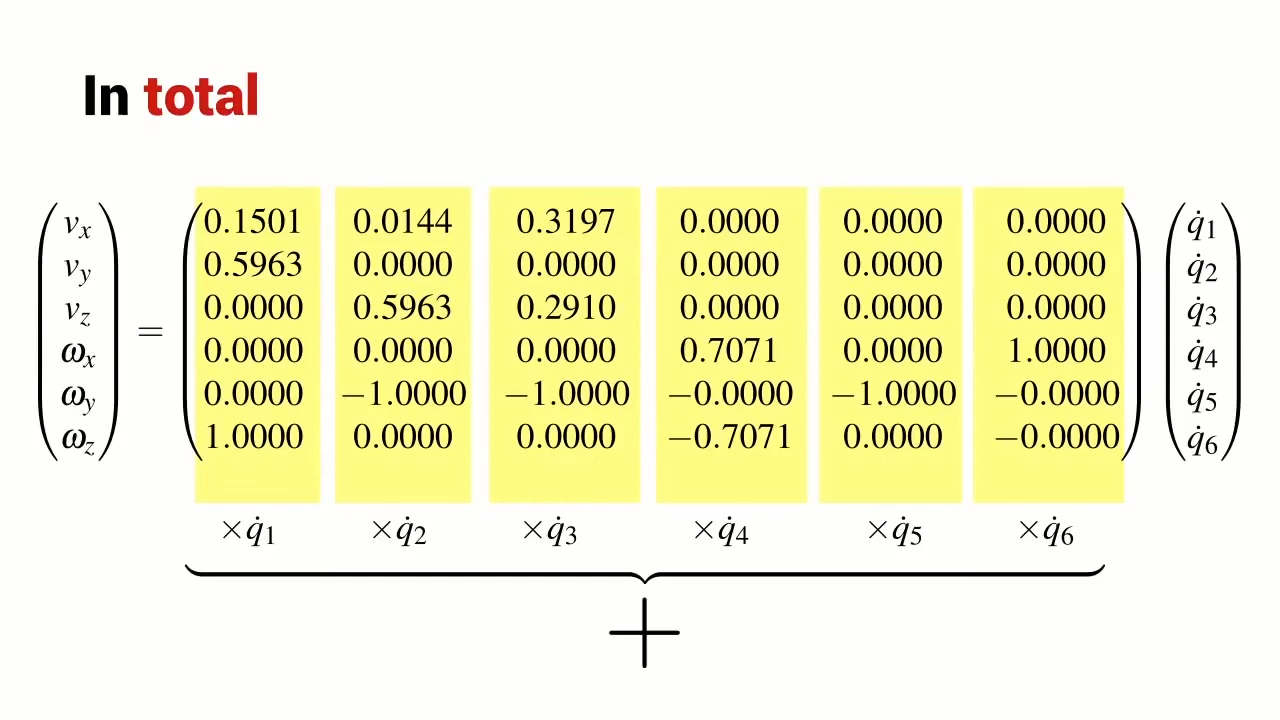 In total
v_x 0.1501 0.0144 0.3197 0.0000 0.0000 0.0000 q̇_1
v_y 0.5963 0.0000 0.0000 0.0000 0.0000 0.0000 q̇_2
v_z 0.0000 0.5963 0.2910 0.0000 0.0000 0.0000 q̇_3
= 
ω_x 0.0000 0.0000 0.0000 0.7071 0.0000 1.0000 q̇_4
ω_y 0.0000 −1.0000 −1.0000 −0.0000 −1.0000 −0.0000 q̇_5
ω_z 1.0000 0.0000 0.0000 −0.7071 0.0000 −0.0000 q̇_6
×q̇_1 ×q̇_2 ×q̇_3 ×q̇_4 ×q̇_5 ×q̇_6
+